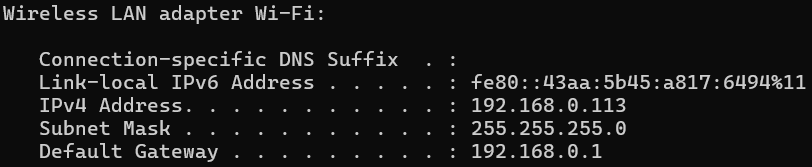 Wireless LAN adapter Wi-Fi:
Connection-specific DNS Suffix  . :
Link-local IPv6 Address . . . . . : fe80::43aa:5b45:a817:6494%11
IPv4 Address. . . . . . . . . . . : 192.168.0.113
Subnet Mask . . . . . . . . . . . : 255.255.255.0
Default Gateway . . . . . . . . . : 192.168.0.1